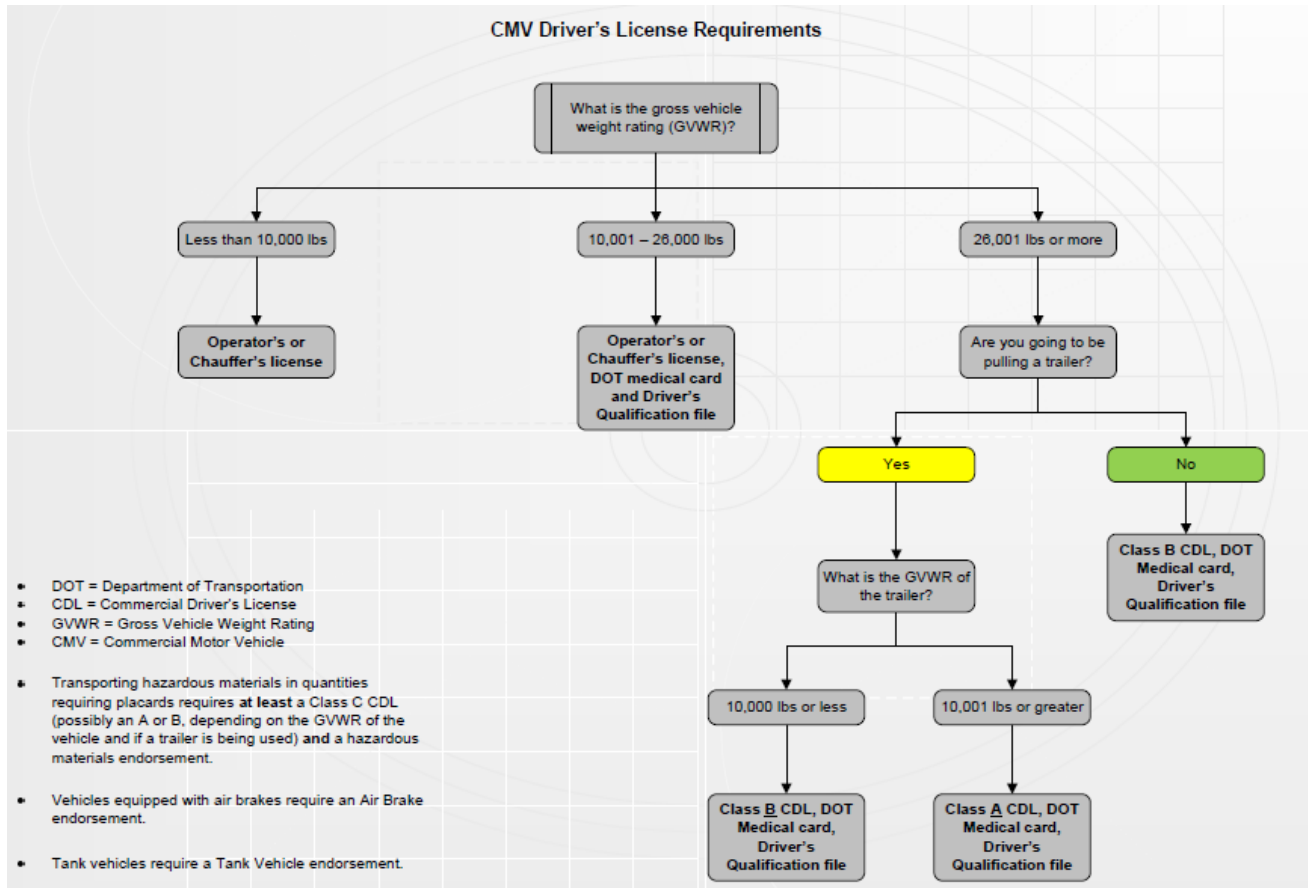 CMV Driver's License Requirements
What is the gross vehicle
weight rating (GVWR)?
Less than 10,000 lbs
10,001 – 26,000 lbs
26,001 lbs or more
Operator's or
Chauffer's license
Operator's or
Chauffer's license,
DOT medical card
and Driver's
Qualification file
Are you going to be
pulling a trailer?
Yes
No
Class B CDL, DOT
Medical card,
Driver's
Qualification file
What is the GVWR of
the trailer?
10,000 lbs or less
10,001 lbs or greater
Class B CDL, DOT
Medical card,
Driver's
Qualification file
Class A CDL, DOT
Medical card,
Driver's
Qualification file
• DOT = Department of Transportation
• CDL = Commercial Driver's License
• GVWR = Gross Vehicle Weight Rating
• CMV = Commercial Motor Vehicle
• Transporting hazardous materials in quantities
requiring placards requires at least a Class C CDL
(possibly an A or B, depending on the GVWR of the
vehicle and if a trailer is being used) and a hazardous
materials endorsement.
• Vehicles equipped with air brakes require an Air Brake
endorsement.
• Tank vehicles require a Tank Vehicle endorsement.